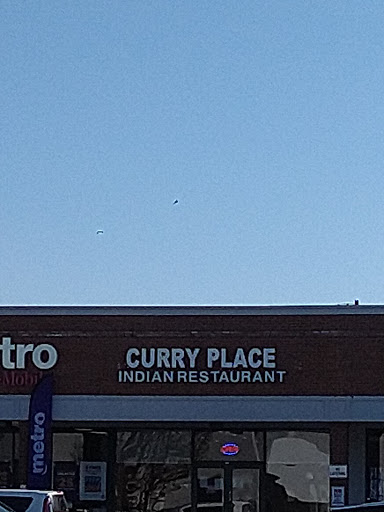 tro
CURRY PLACE
INDIAN RESTAURANT
metro